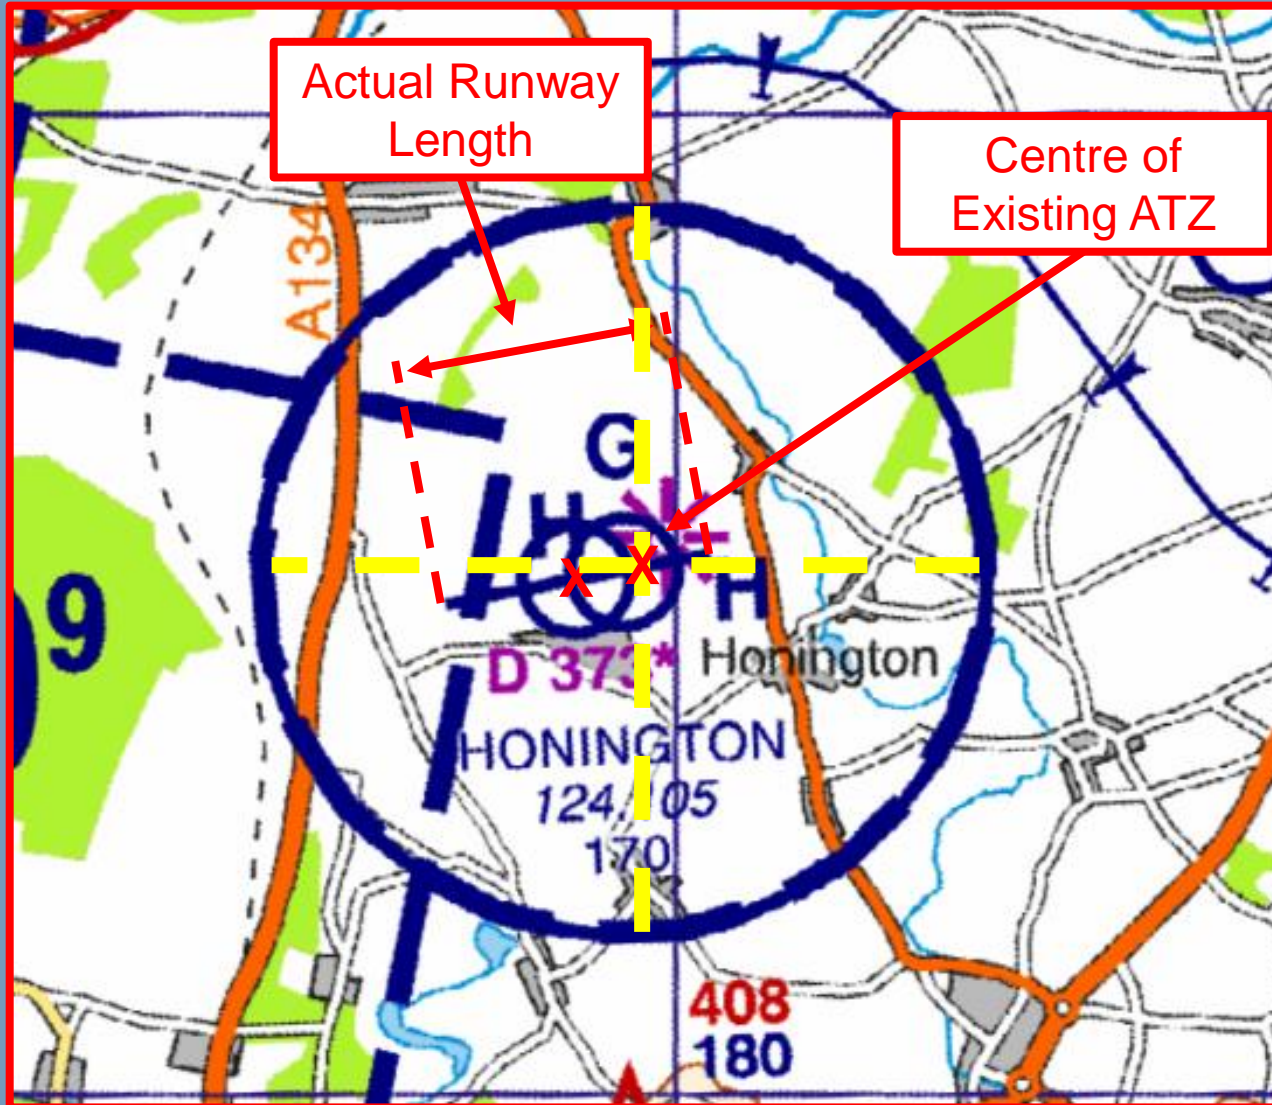 Actual Runway
Length
Centre of
Existing ATZ
A134
G
H
X
X
H
9
D 373*
Honington
HONINGTON
124.105
170
408
180